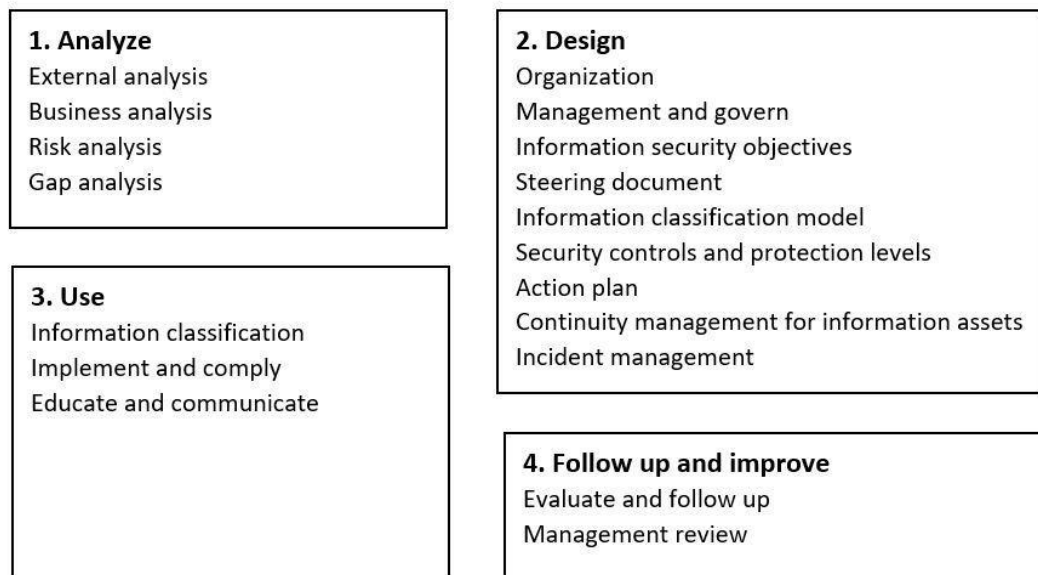 1. Analyze
External analysis
Business analysis
Risk analysis
Gap analysis
2. Design
Organization
Management and govern
Information security objectives
Steering document
Information classification model
Security controls and protection levels
Action plan
Continuity management for information assets
Incident management
3. Use
Information classification
Implement and comply
Educate and communicate
4. Follow up and improve
Evaluate and follow up
Management review